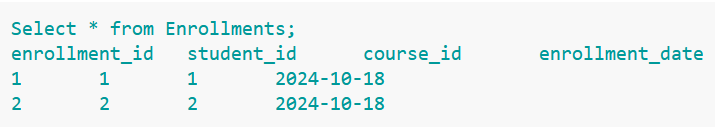 Select * from Enrollments;
enrollment_id student_id course_id enrollment_date
1 1 1 2024-10-18
2 2 2 2024-10-18